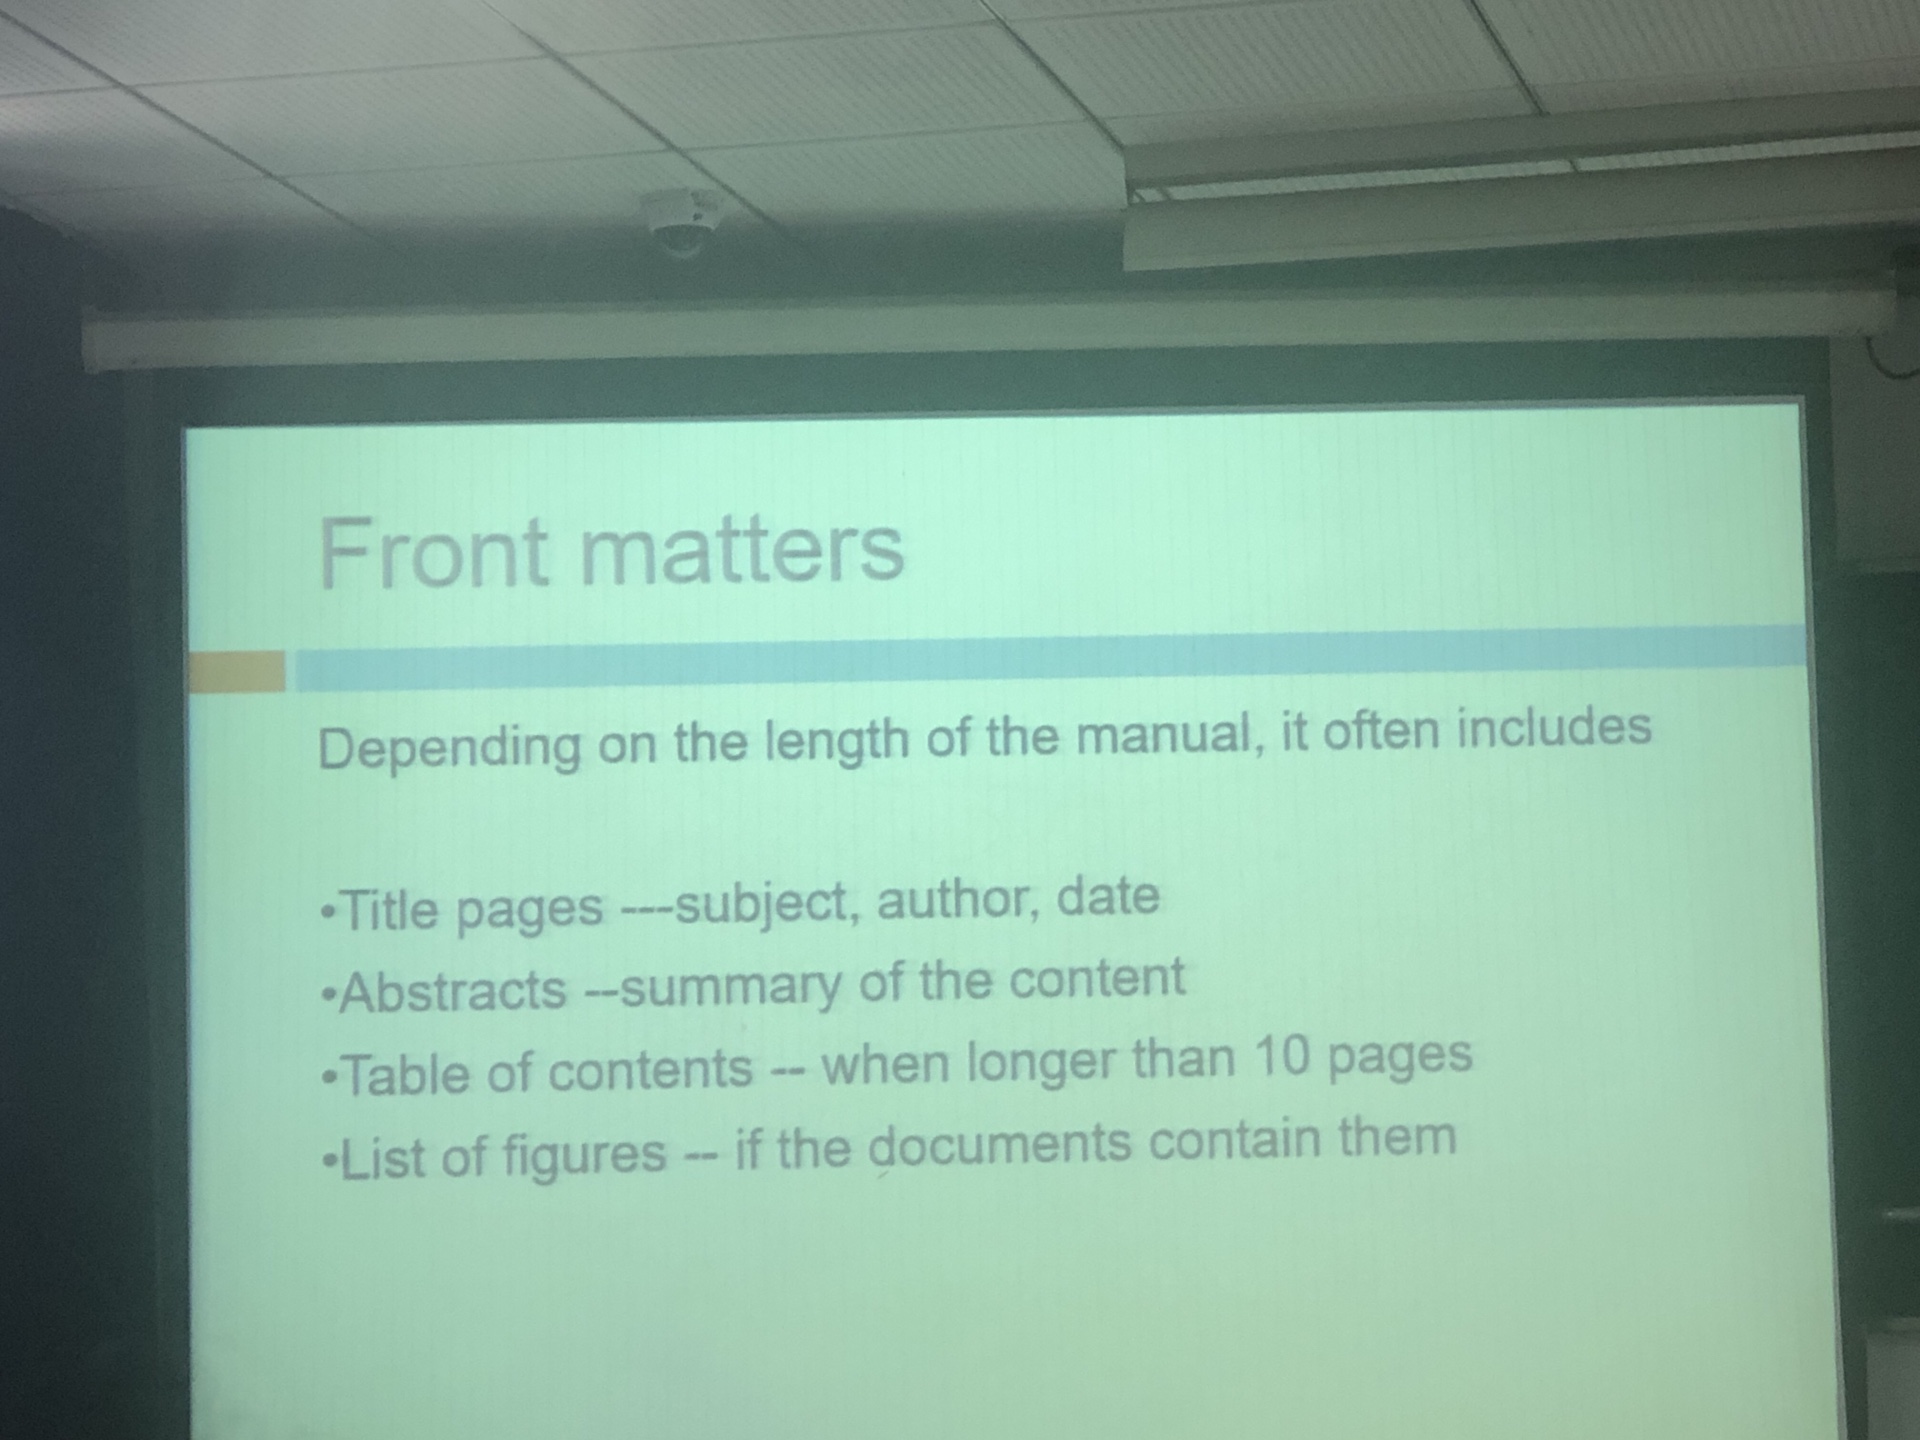 Front matters
Depending on the length of the manual, it often includes
•Title pages ---subject, author, date
•Abstracts --summary of the content
•Table of contents -- when longer than 10 pages
•List of figures -- if the documents contain them